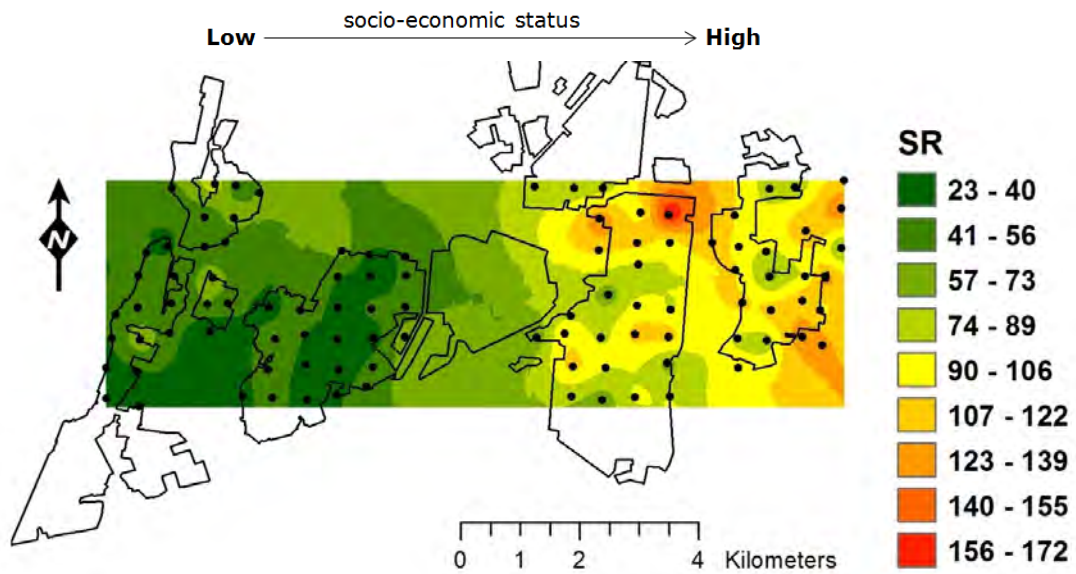 socio-economic status
Low High
N
SR
23 - 40
41 - 56
57 - 73
74 - 89
90 - 106
107 - 122
123 - 139
140 - 155
156 - 172
0 1 2 4 Kilometers